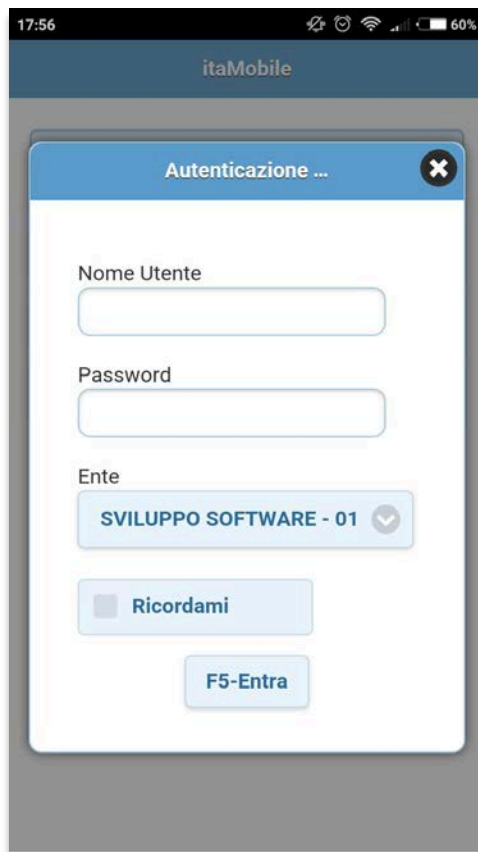 17:56
60%
itaMobile
Autenticazione ...
Nome Utente
Password
Ente
SVILUPPO SOFTWARE - 01
Ricordami
F5-Entra